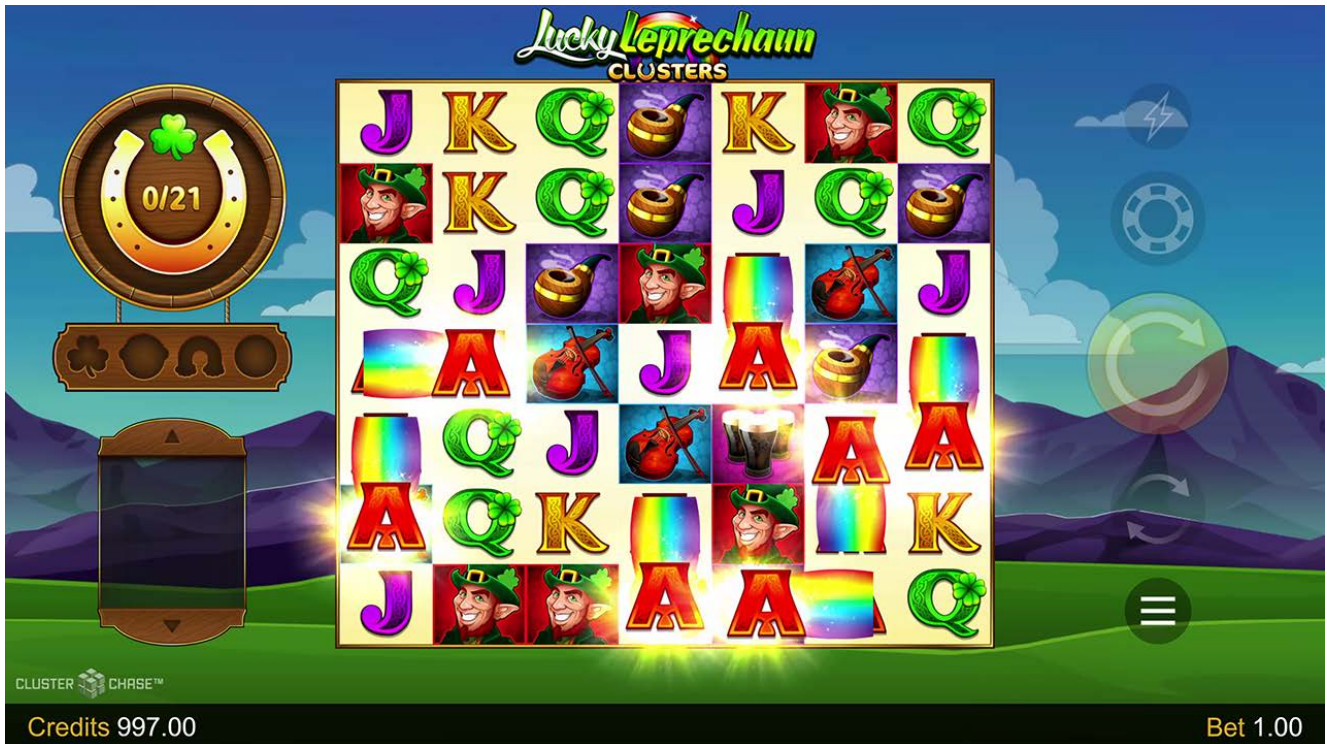 Lucky Leprechaun
CLUSTERS
0/21
J K Q K Q
K Q J Q
Q J J
A J A
Q J A A
A Q K K
J A A Q
CLUSTER CHASE™
Credits 997.00
Bet 1.00